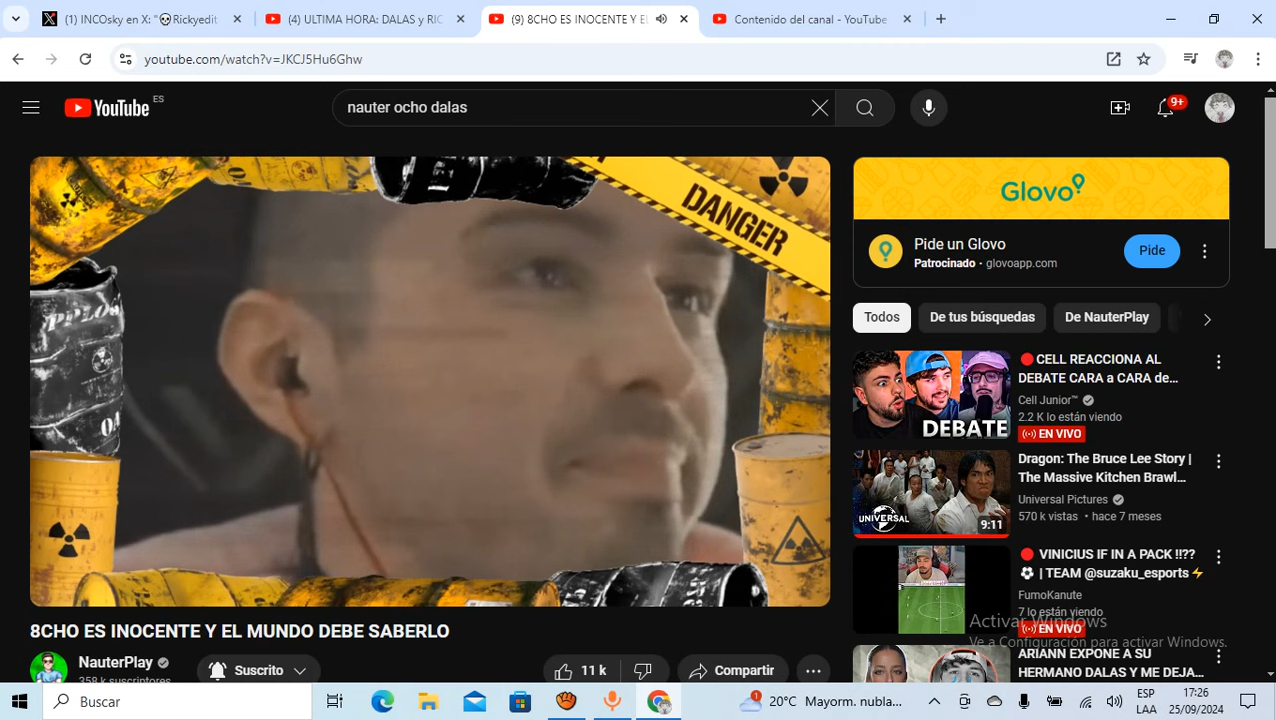 (1) INCOsky en X: "💀Rickyedit
(4) ULTIMA HORA: DALAS y RIC
(9) 8CHO ES INOCENTE Y E
Contenido del canal - YouTube
youtube.com/watch?v=JKCJ5Hu6Ghw
YouTube ES
nauter ocho dalas
9+
DANGER
Glovo
Pide un Glovo
Patrocinado · glovoapp.com
Pide
Todos
De tus búsquedas
De NauterPlay
🔴CELL REACCIONA AL
DEBATE CARA a CARA de...
Cell Junior™
2.2 K lo están viendo
EN VIVO
DEBATE
Dragon: The Bruce Lee Story |
The Massive Kitchen Brawl...
Universal Pictures
570 k vistas • hace 7 meses
UNIVERSAL
9:11
🔴 VINICIUS IF IN A PACK !!??
⚽ | TEAM @suzaku_esports⚡
FumoKanute
7 lo están viendo
EN VIVO
Activar Windows
Ve a Configuración para activar Windows.
ARIANN EXPONE A SU
HERMANO DALAS Y ME DEJA...
8CHO ES INOCENTE Y EL MUNDO DEBE SABERLO
NauterPlay
358 k suscriptores
Suscrito
11 k
Compartir
Buscar
1
20°C Mayorm. nubla...
ESP
LAA
17:26
25/09/2024